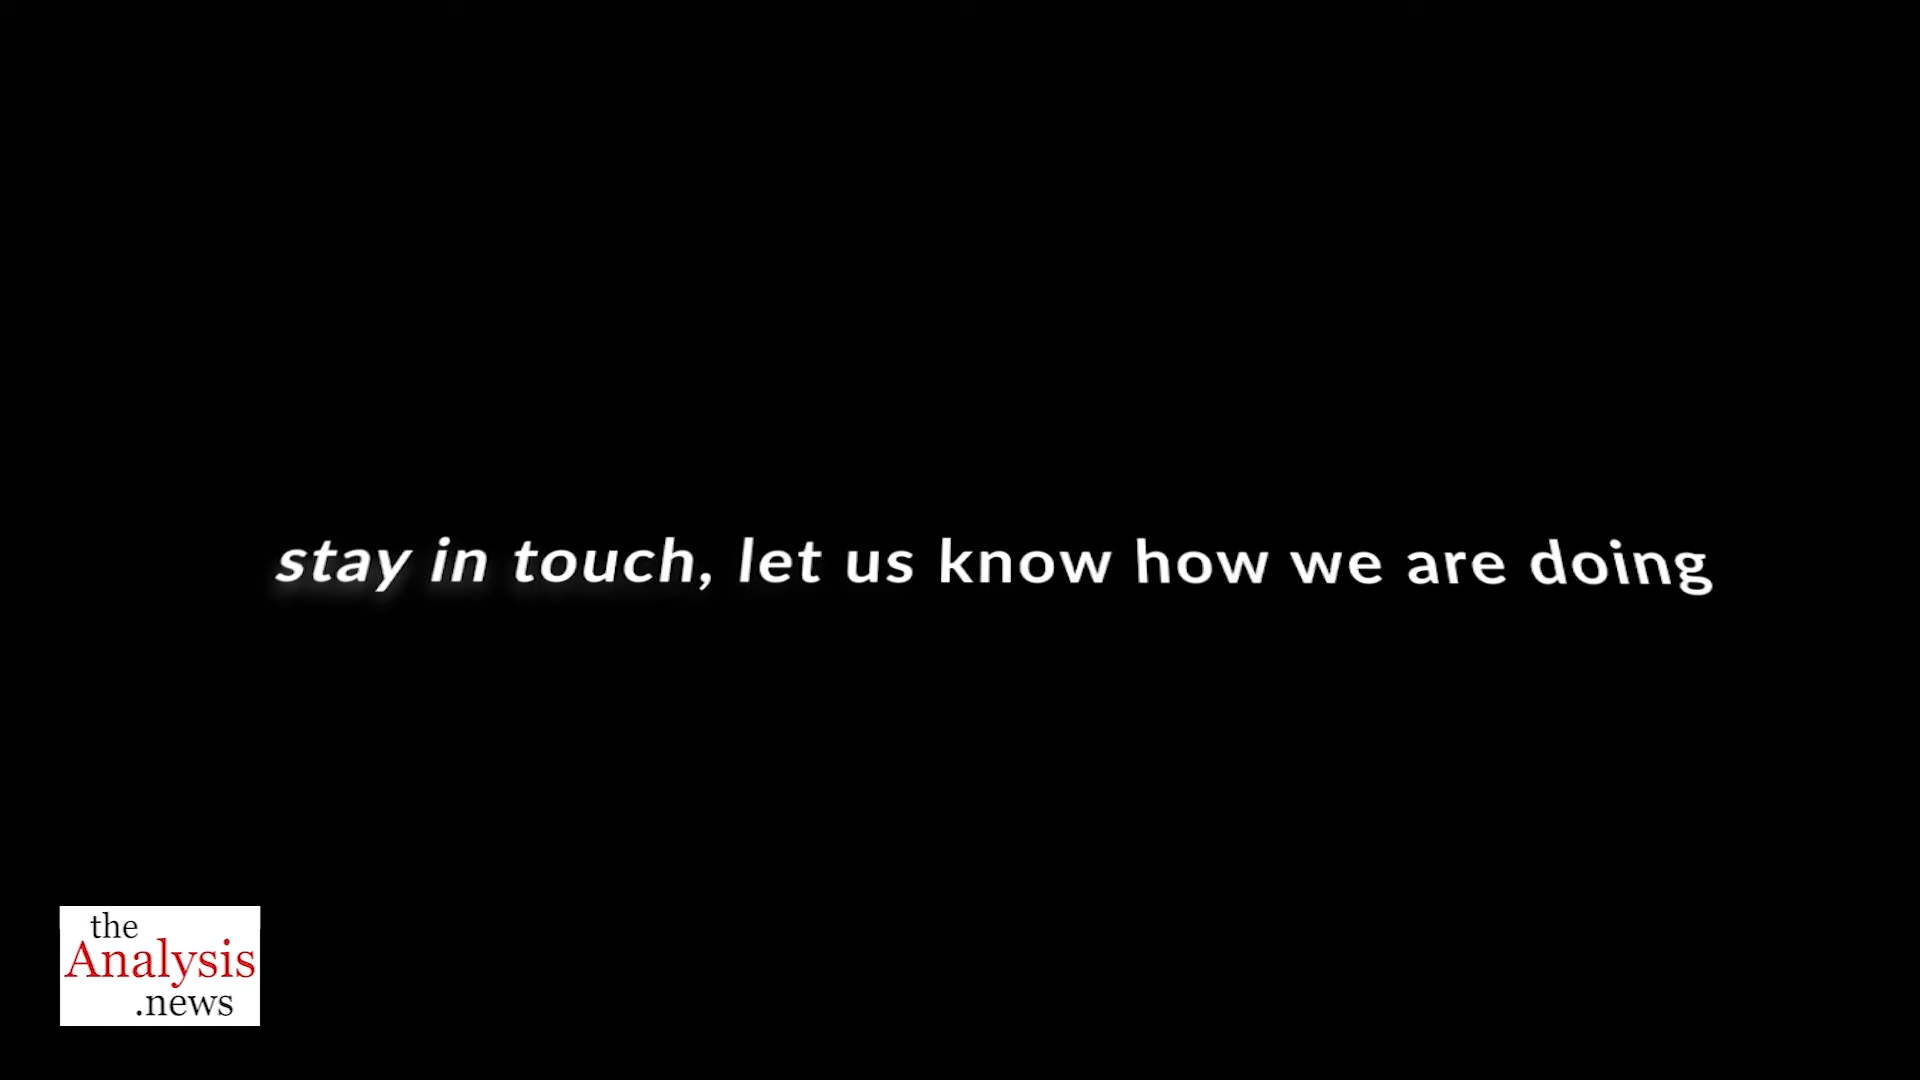 stay in touch, let us know how we are doing
the
Analysis
.news